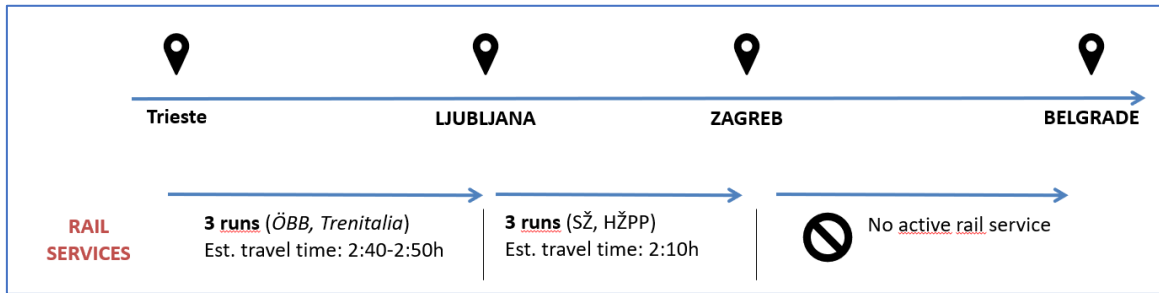 Trieste
LJUBLJANA
ZAGREB
BELGRADE
RAIL
SERVICES
3 runs (ÖBB, Trenitalia)
Est. travel time: 2:40-2:50h
3 runs (SŽ, HŽPP)
Est. travel time: 2:10h
No active rail service